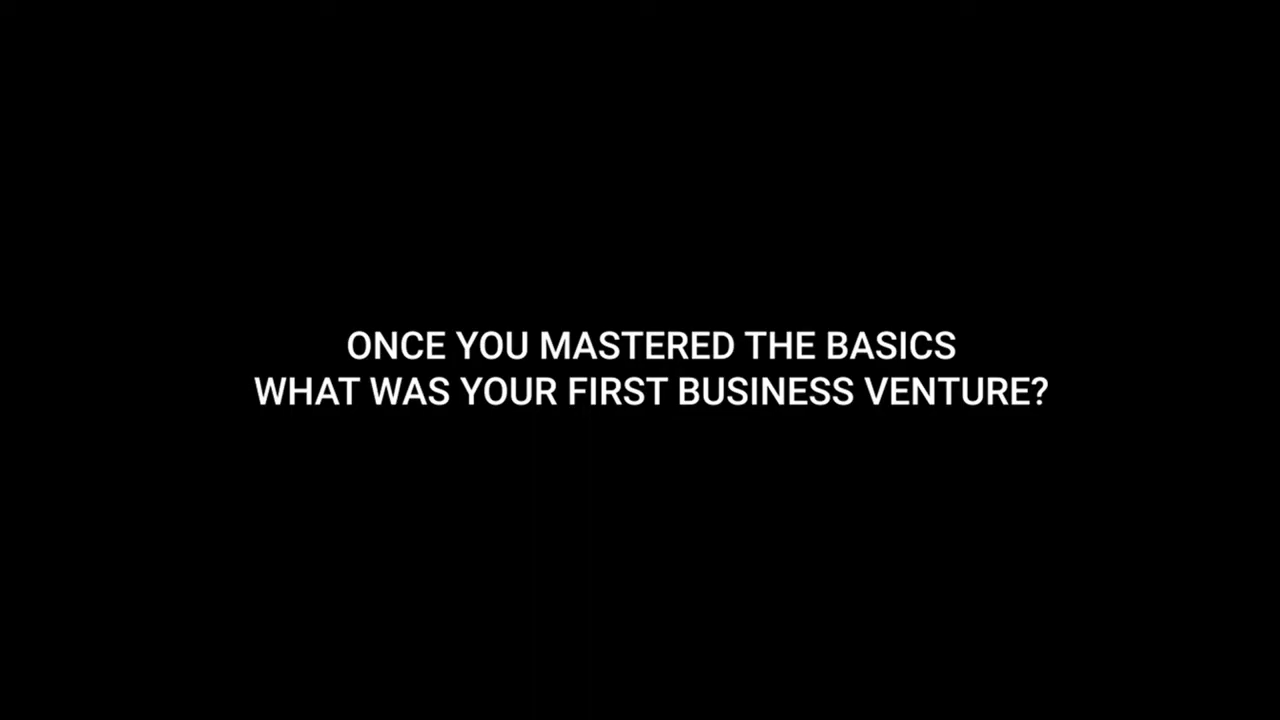 ONCE YOU MASTERED THE BASICS
WHAT WAS YOUR FIRST BUSINESS VENTURE?